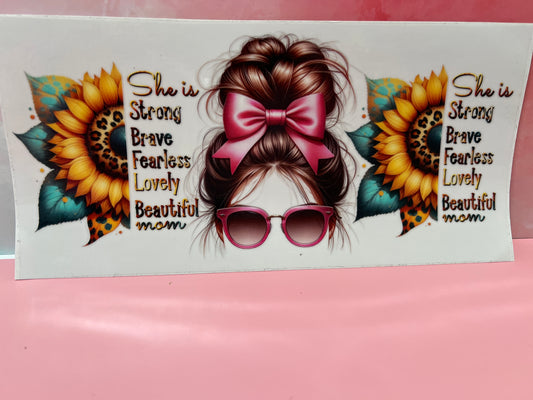 She is
Strong
Brave
Fearless
Lovely
Beautiful
mom
She is
Strong
Brave
Fearless
Lovely
Beautiful
mom